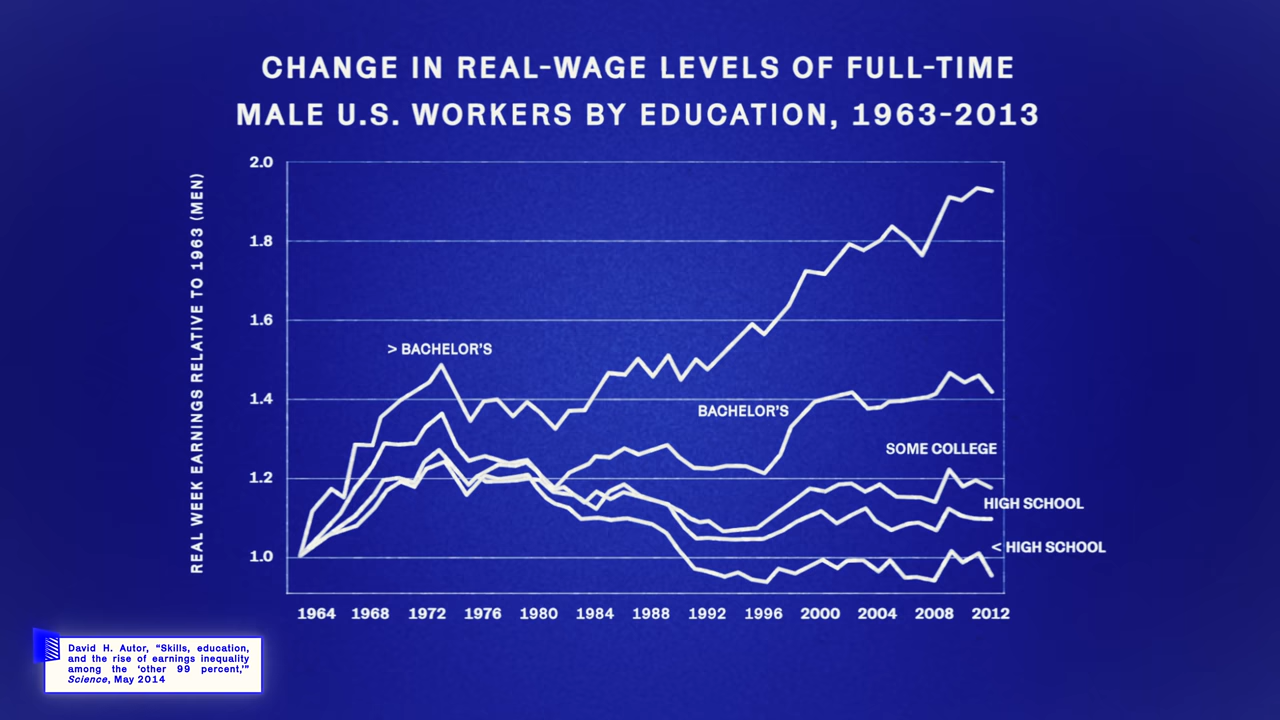 CHANGE IN REAL-WAGE LEVELS OF FULL-TIME
MALE U.S. WORKERS BY EDUCATION, 1963-2013
REAL WEEK EARNINGS RELATIVE TO 1963 (MEN)
2.0
1.8
1.6
1.4
1.2
1.0
> BACHELOR'S
BACHELOR'S
SOME COLLEGE
HIGH SCHOOL
< HIGH SCHOOL
1964 1968 1972 1976 1980 1984 1988 1992 1996 2000 2004 2008 2012
David H. Autor, “Skills, education,
and the rise of earnings inequality
among the ‘other 99 percent,’”
Science, May 2014